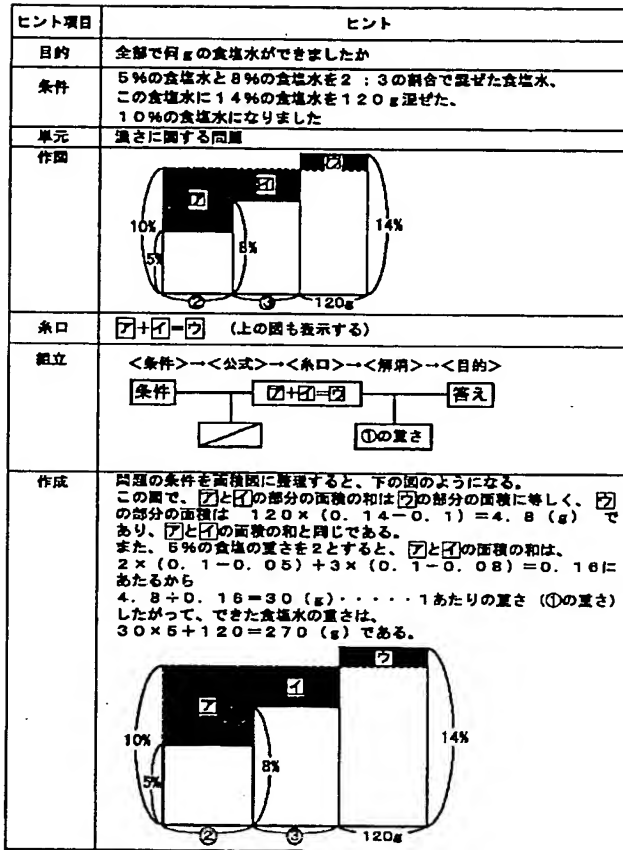 ヒント項目 ヒント
目的 全部で何gの食塩水ができましたか
条件 5%の食塩水と8%の食塩水を2:3の割合で混ぜた食塩水、
この食塩水に14%の食塩水を120g混ぜた、
10%の食塩水になりました
単元 濃さに関する問題
作図
ア イ ウ
10% 5% 8% 14%
② ③ 120g
糸口 ア+イ=ウ (上の図も表示する)
組立 <条件>→<公式>→<糸口>→<解消>→<目的>
条件 ア+イ=ウ 答え
①の重さ
作成 問題の条件を面積図に整理すると、下の図のようになる。
この図で、アとイの部分の面積の和はウの部分の面積に等しく、ウ
の部分の面積は 120×(0.14-0.1)=4.8(g) で
あり、アとイの面積の和と同じである。
また、5%の食塩の重さを2とすると、アとイの面積の和は、
2×(0.1-0.05)+3×(0.1-0.08)=0.16に
あたるから
4.8÷0.16=30(g)・・・・・1あたりの重さ(①の重さ)
したがって、できた食塩水の重さは、
30×5+120=270(g)である。
ア イ ウ
10% 5% 8% 14%
② ③ 120g